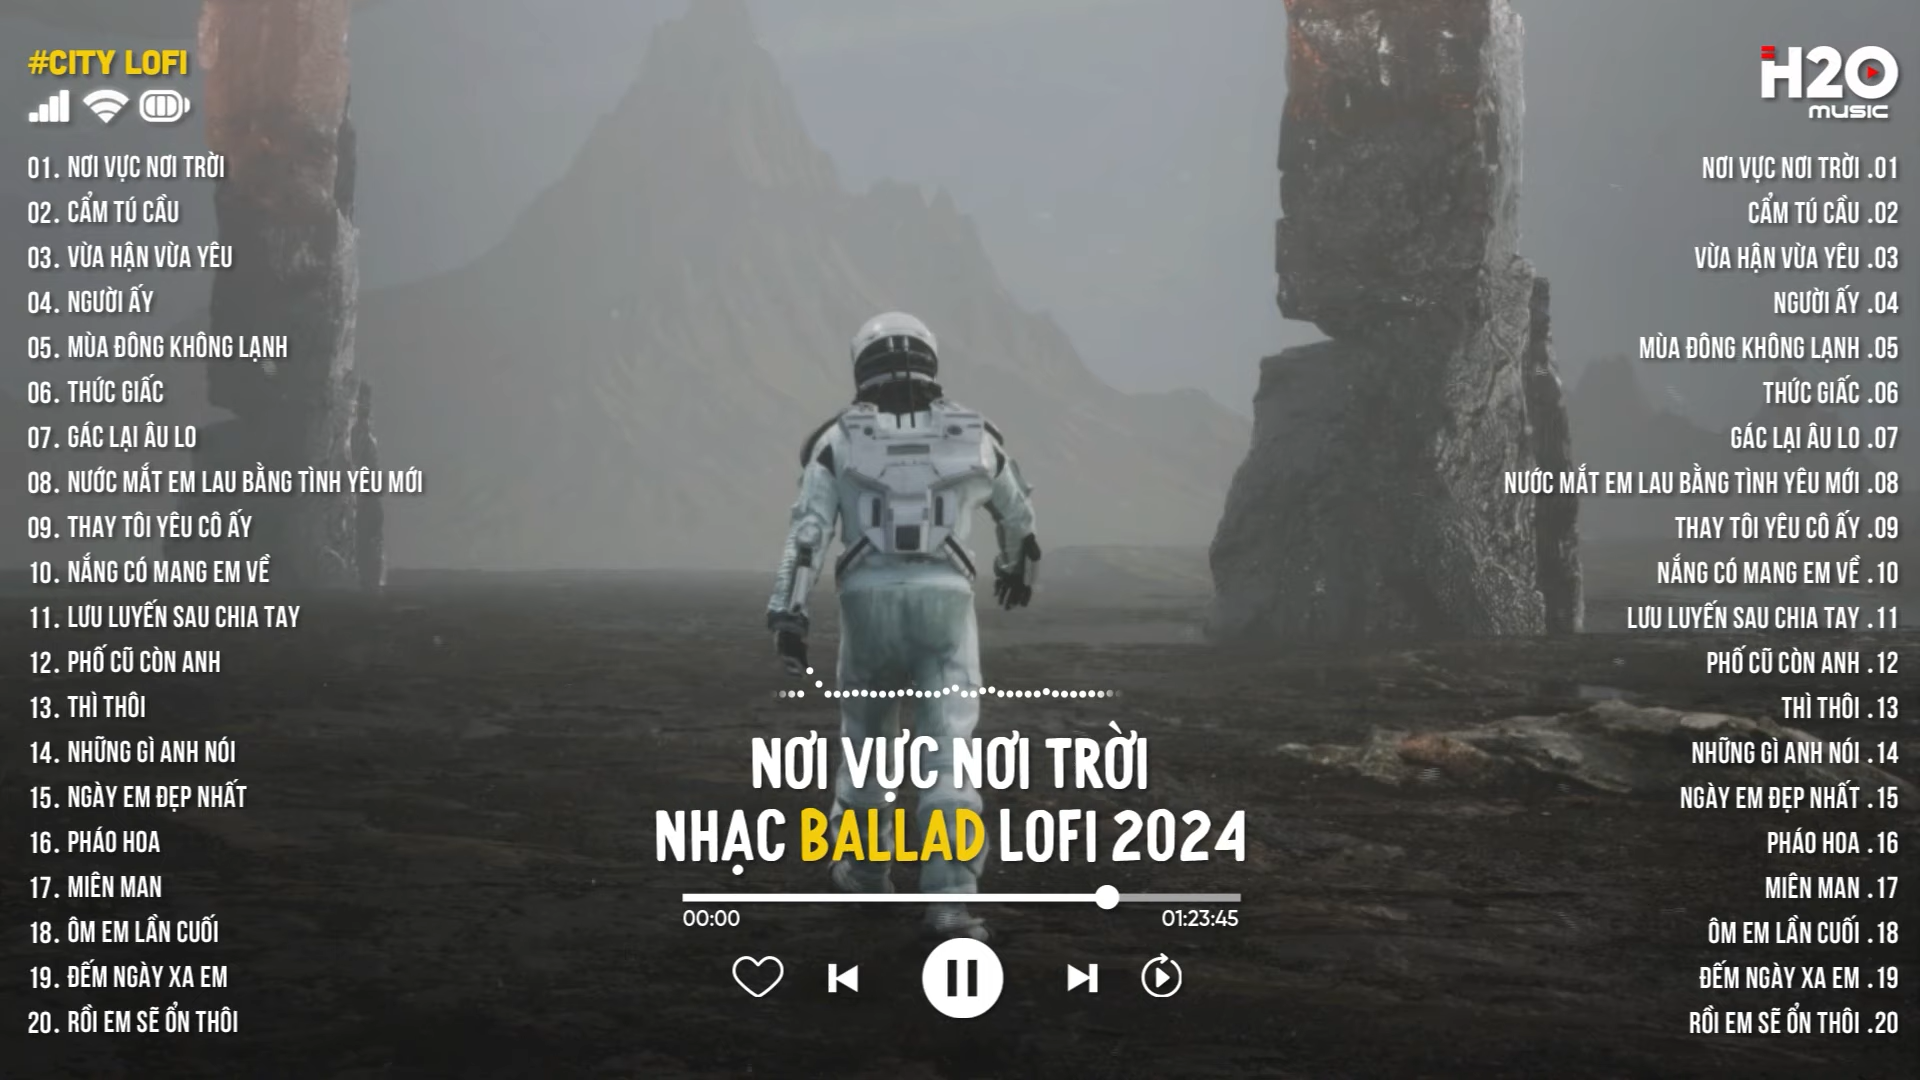 #CITY LOFI
01. NƠI VỰC NƠI TRỜI
02. CẨM TÚ CẦU
03. VỪA HẬN VỪA YÊU
04. NGƯỜI ẤY
05. MÙA ĐÔNG KHÔNG LẠNH
06. THỨC GIẤC
07. GÁC LẠI ÂU LO
08. NƯỚC MẮT EM LAU BẰNG TÌNH YÊU MỚI
09. THAY TÔI YÊU CÔ ẤY
10. NẮNG CÓ MANG EM VỀ
11. LƯU LUYẾN SAU CHIA TAY
12. PHỐ CŨ CÒN ANH
13. THÌ THÔI
14. NHỮNG GÌ ANH NÓI
15. NGÀY EM ĐẸP NHẤT
16. PHÁO HOA
17. MIÊN MAN
18. ÔM EM LẦN CUỐI
19. ĐẾM NGÀY XA EM
20. RỒI EM SẼ ỔN THÔI
NƠI VỰC NƠI TRỜI
NHẠC BALLAD LOFI 2024
00:00
01:23:45
H2O
MUSIC
NƠI VỰC NƠI TRỜI .01
CẨM TÚ CẦU .02
VỪA HẬN VỪA YÊU .03
NGƯỜI ẤY .04
MÙA ĐÔNG KHÔNG LẠNH .05
THỨC GIẤC .06
GÁC LẠI ÂU LO .07
NƯỚC MẮT EM LAU BẰNG TÌNH YÊU MỚI .08
THAY TÔI YÊU CÔ ẤY .09
NẮNG CÓ MANG EM VỀ .10
LƯU LUYẾN SAU CHIA TAY .11
PHỐ CŨ CÒN ANH .12
THÌ THÔI .13
NHỮNG GÌ ANH NÓI .14
NGÀY EM ĐẸP NHẤT .15
PHÁO HOA .16
MIÊN MAN .17
ÔM EM LẦN CUỐI .18
ĐẾM NGÀY XA EM .19
RỒI EM SẼ ỔN THÔI .20